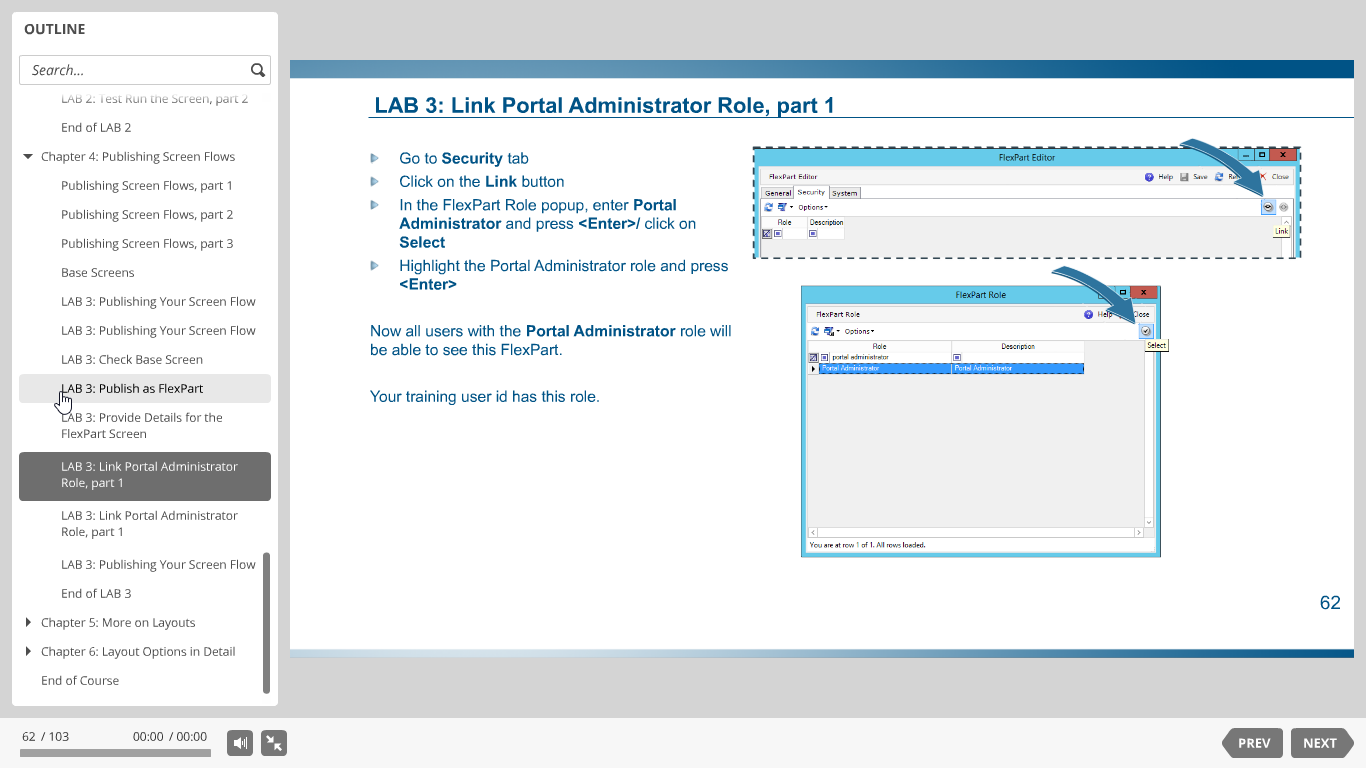 OUTLINE
Search...
LAB 2: Test Run the Screen, part 2
End of LAB 2
Chapter 4: Publishing Screen Flows
Publishing Screen Flows, part 1
Publishing Screen Flows, part 2
Publishing Screen Flows, part 3
Base Screens
LAB 3: Publishing Your Screen Flow
LAB 3: Publishing Your Screen Flow
LAB 3: Check Base Screen
LAB 3: Publish as FlexPart
LAB 3: Provide Details for the
FlexPart Screen
LAB 3: Link Portal Administrator
Role, part 1
LAB 3: Link Portal Administrator
Role, part 1
LAB 3: Publishing Your Screen Flow
End of LAB 3
Chapter 5: More on Layouts
Chapter 6: Layout Options in Detail
End of Course
LAB 3: Link Portal Administrator Role, part 1
Go to Security tab
Click on the Link button
In the FlexPart Role popup, enter Portal
Administrator and press <Enter>/ click on
Select
Highlight the Portal Administrator role and press
<Enter>
Now all users with the Portal Administrator role will
be able to see this FlexPart.
Your training user id has this role.
FlexPart Editor
FlexPart Editor
Help Save Close
General Security System
Options
Role Description
Link
FlexPart Role
FlexPart Role
Help Close
Options
Select
Role Description
portal administrator
Portal Administrator Portal Administrator
You are at row 1 of 1. All rows loaded.
62
62 / 103 00:00 / 00:00
PREV NEXT